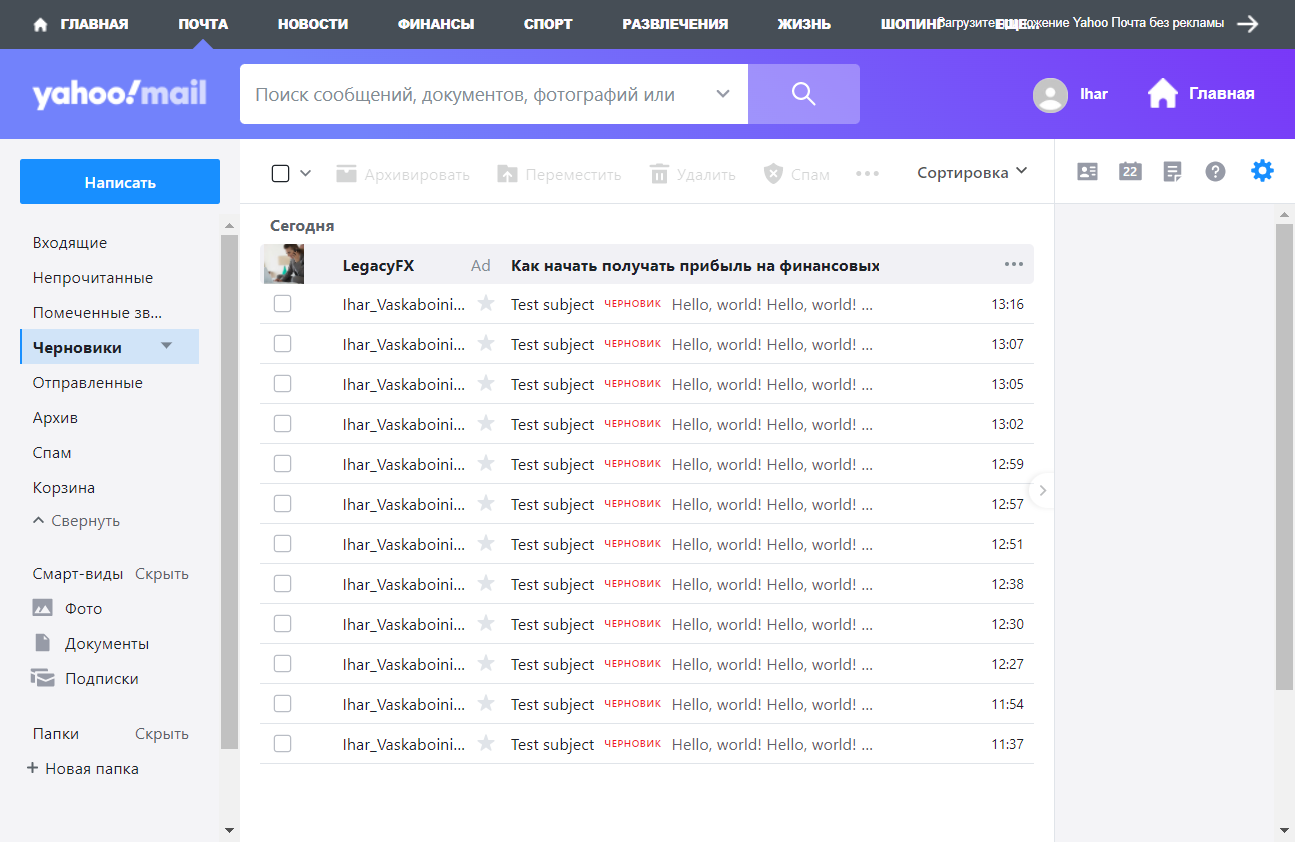 ГЛАВНАЯ ПОЧТА НОВОСТИ ФИНАНСЫ СПОРТ РАЗВЛЕЧЕНИЯ ЖИЗНЬ ШОПИНГ ЕЩЕ... Загрузите приложение Yahoo Почта без рекламы
yahoo!mail
Поиск сообщений, документов, фотографий или
Ihar
Главная
Написать
Архивировать Переместить Удалить Спам ••• Сортировка
22
?
Входящие
Непрочитанные
Помеченные зв...
Черновики
Отправленные
Архив
Спам
Корзина
Свернуть
Смарт-виды Скрыть
Фото
Документы
Подписки
Папки Скрыть
+ Новая папка
Сегодня
LegacyFX Ad Как начать получать прибыль на финансовых •••
Ihar_Vaskaboini... Test subject ЧЕРНОВИК Hello, world! Hello, world! ... 13:16
Ihar_Vaskaboini... Test subject ЧЕРНОВИК Hello, world! Hello, world! ... 13:07
Ihar_Vaskaboini... Test subject ЧЕРНОВИК Hello, world! Hello, world! ... 13:05
Ihar_Vaskaboini... Test subject ЧЕРНОВИК Hello, world! Hello, world! ... 13:02
Ihar_Vaskaboini... Test subject ЧЕРНОВИК Hello, world! Hello, world! ... 12:59
Ihar_Vaskaboini... Test subject ЧЕРНОВИК Hello, world! Hello, world! ... 12:57
Ihar_Vaskaboini... Test subject ЧЕРНОВИК Hello, world! Hello, world! ... 12:51
Ihar_Vaskaboini... Test subject ЧЕРНОВИК Hello, world! Hello, world! ... 12:38
Ihar_Vaskaboini... Test subject ЧЕРНОВИК Hello, world! Hello, world! ... 12:30
Ihar_Vaskaboini... Test subject ЧЕРНОВИК Hello, world! Hello, world! ... 12:27
Ihar_Vaskaboini... Test subject ЧЕРНОВИК Hello, world! Hello, world! ... 11:54
Ihar_Vaskaboini... Test subject ЧЕРНОВИК Hello, world! Hello, world! ... 11:37